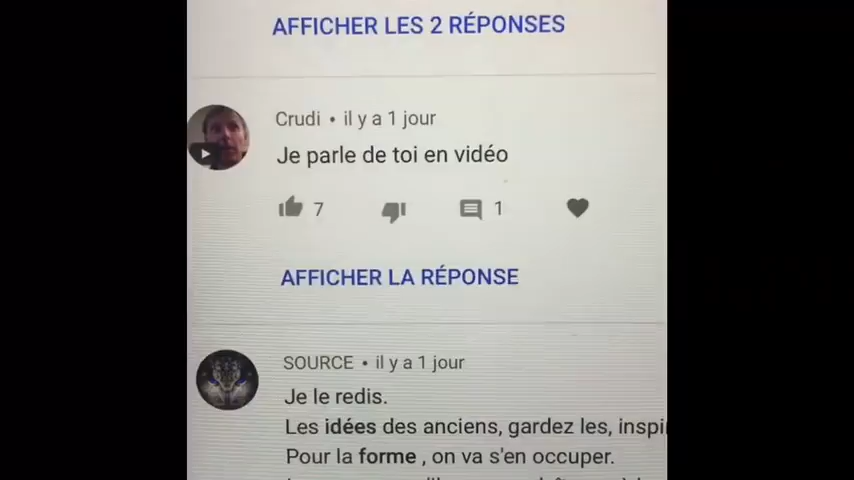 AFFICHER LES 2 RÉPONSES
Crudi • il y a 1 jour
Je parle de toi en vidéo
7
1
AFFICHER LA RÉPONSE
SOURCE • il y a 1 jour
Je le redis.
Les idées des anciens, gardez les, inspi
Pour la forme , on va s'en occuper.